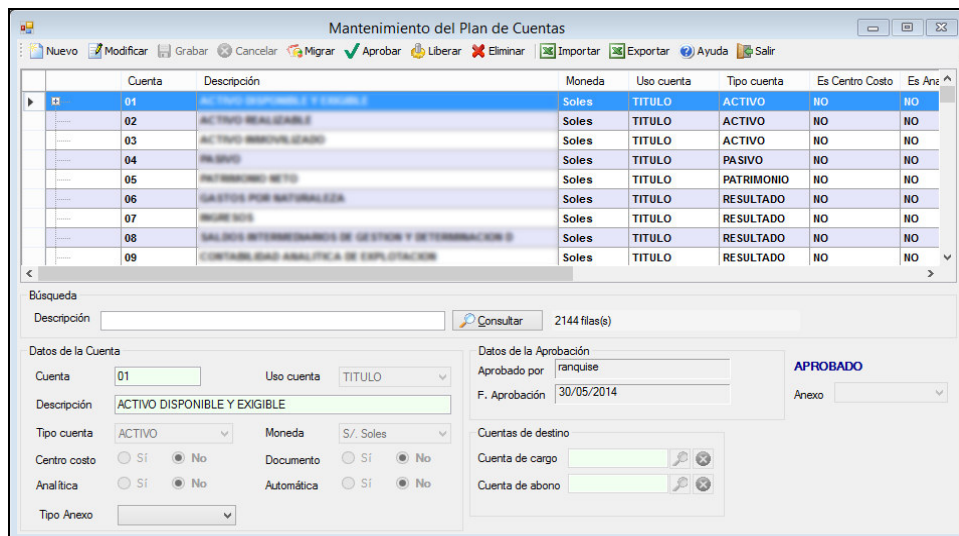 Mantenimiento del Plan de Cuentas
Nuevo Modificar Grabar Cancelar Migrar Aprobar Liberar Eliminar Importar Exportar Ayuda Salir
Cuenta Descripción Moneda Uso cuenta Tipo cuenta Es Centro Costo Es Ana
01 Soles TITULO ACTIVO NO NO
02 Soles TITULO ACTIVO NO NO
03 Soles TITULO ACTIVO NO NO
04 Soles TITULO PASIVO NO NO
05 Soles TITULO PATRIMONIO NO NO
06 Soles TITULO RESULTADO NO NO
07 Soles TITULO RESULTADO NO NO
08 Soles TITULO RESULTADO NO NO
09 Soles TITULO RESULTADO NO NO
Búsqueda
Descripción Consultar 2144 filas(s)
Datos de la Cuenta
Cuenta 01 Uso cuenta TITULO
Descripción ACTIVO DISPONIBLE Y EXIGIBLE
Tipo cuenta ACTIVO Moneda S/. Soles
Centro costo Sí No Documento Sí No
Analítica Sí No Automática Sí No
Tipo Anexo
Datos de la Aprobación
Aprobado por ranquise
F. Aprobación 30/05/2014
APROBADO
Anexo
Cuentas de destino
Cuenta de cargo
Cuenta de abono